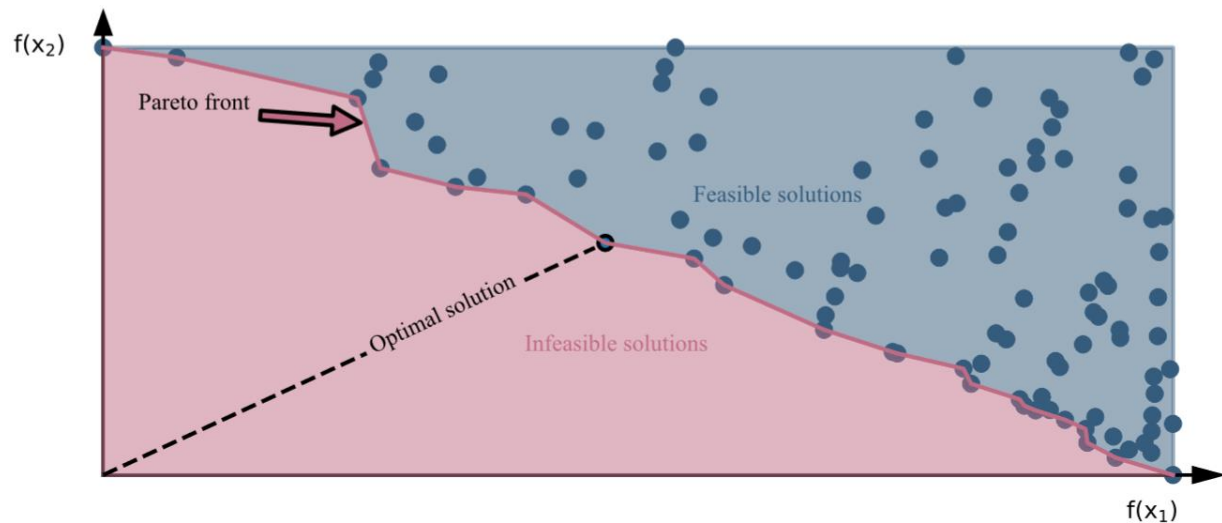 f(x₂)
Pareto front
Feasible solutions
Optimal solution
Infeasible solutions
f(x₁)